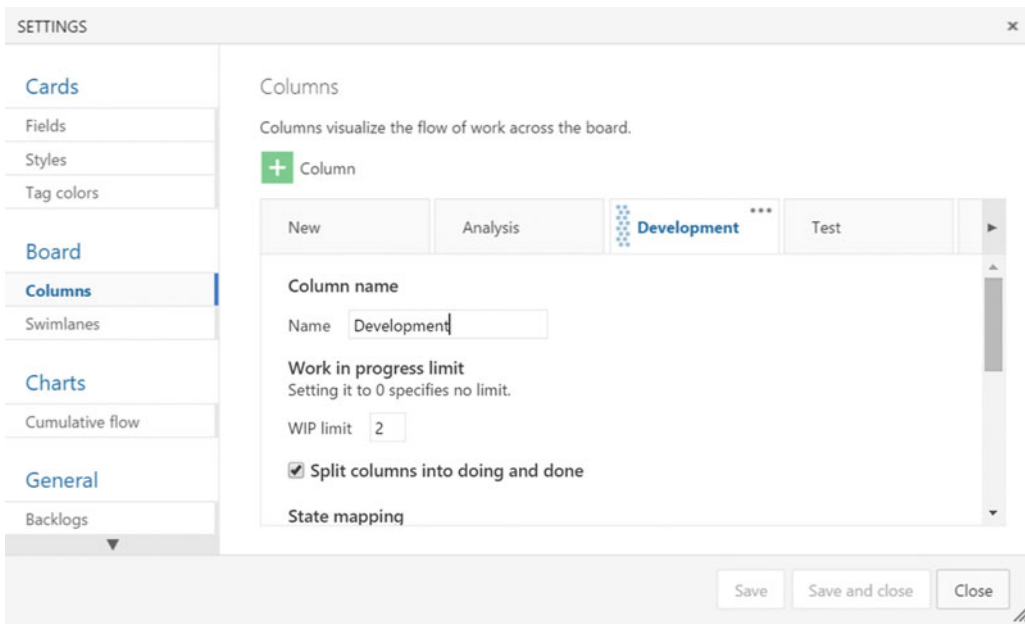 SETTINGS
Cards
Fields
Styles
Tag colors
Board
Columns
Swimlanes
Charts
Cumulative flow
General
Backlogs
Columns
Columns visualize the flow of work across the board.
+ Column
New Analysis Development ••• Test
Column name
Name Development
Work in progress limit
Setting it to 0 specifies no limit.
WIP limit 2
Split columns into doing and done
State mapping
Save Save and close Close